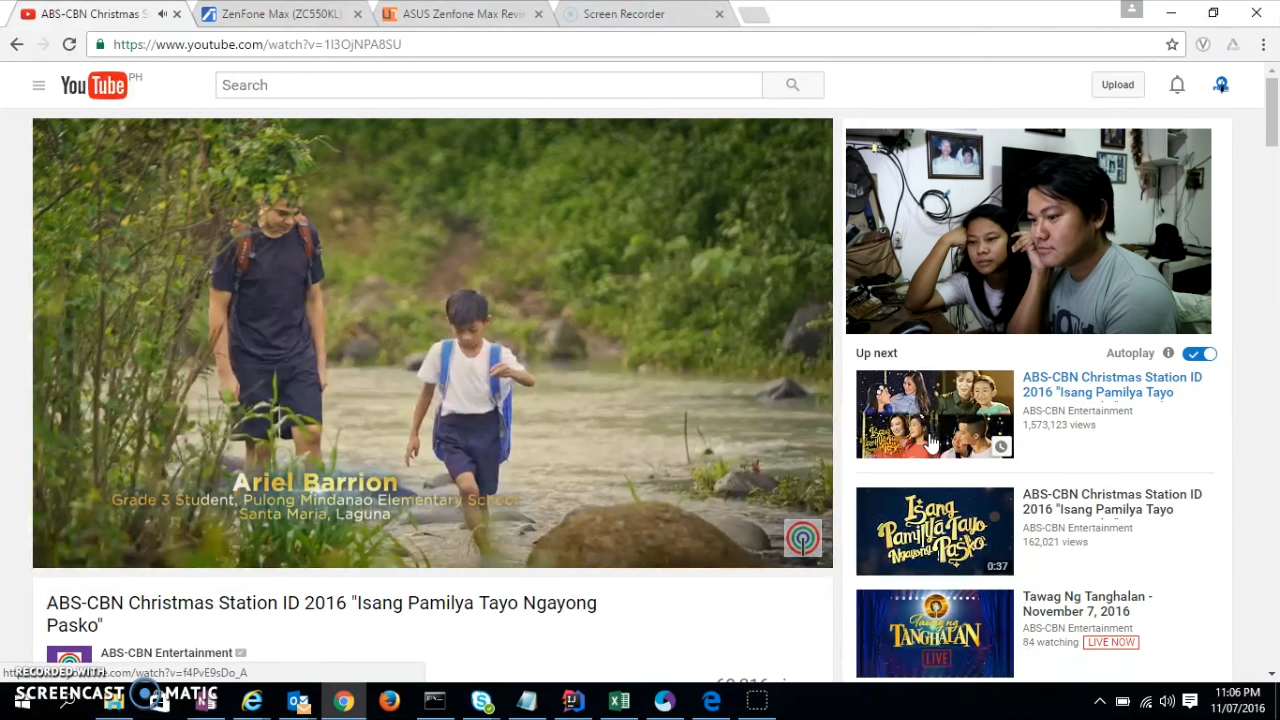 ABS-CBN Christmas S
ZenFone Max (ZC550KL)
ASUS Zenfone Max Revi
Screen Recorder
https://www.youtube.com/watch?v=1I3OjNPA8SU
YouTube PH
Search
Upload
Ariel Barrion
Grade 3 Student, Pulong Mindanao Elementary School
Santa Maria, Laguna
Up next
Autoplay
ABS-CBN Christmas Station ID
2016 "Isang Pamilya Tayo
ABS-CBN Entertainment
1,573,123 views
Isang
Pamilya Tayo
Ngayong
Pasko
0:37
ABS-CBN Christmas Station ID
2016 "Isang Pamilya Tayo
ABS-CBN Entertainment
162,021 views
Tawag ng
TANGHALAN
LIVE
Tawag Ng Tanghalan -
November 7, 2016
ABS-CBN Entertainment
84 watching LIVE NOW
ABS-CBN Christmas Station ID 2016 "Isang Pamilya Tayo Ngayong
Pasko"
ABS-CBN Entertainment
RECORDED WITH
SCREENCAST MATIC
11:06 PM
11/07/2016